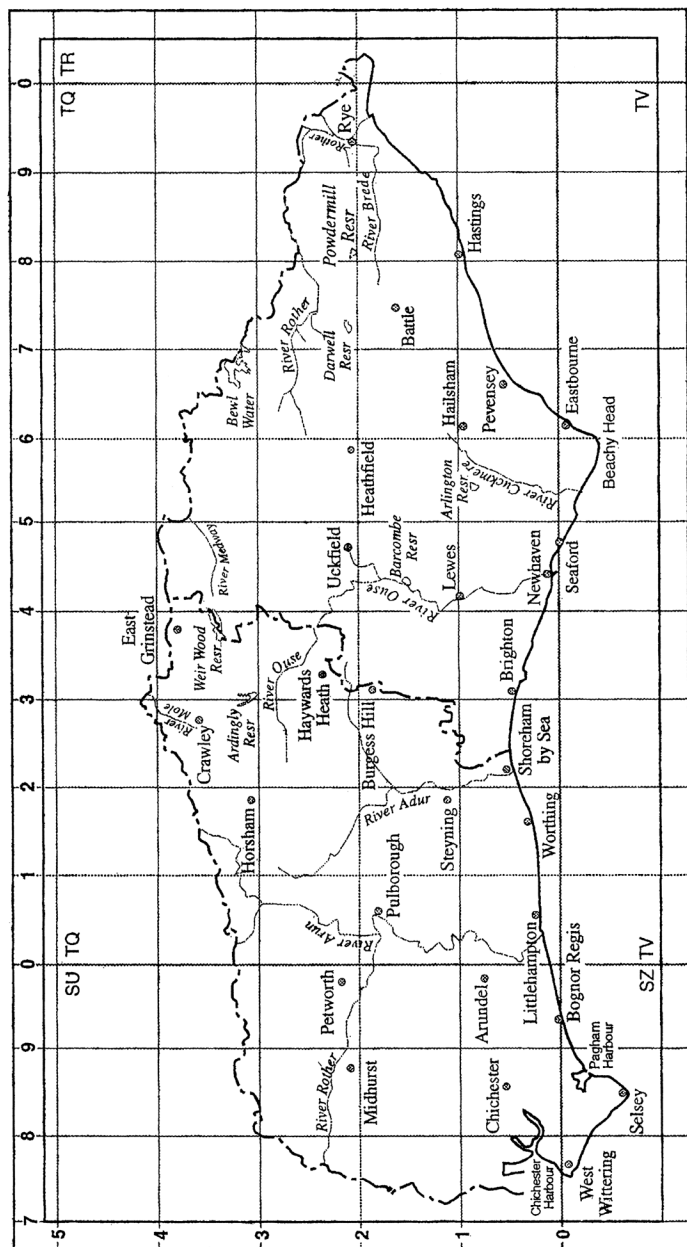 SU TQ
TQ TR
7
8
9
0
1
2
3
4
5
6
7
8
9
0
5
4
3
2
1
0
River
Mole
Crawley
East
Grinstead
Weir Wood
Resr
Ardingly
Resr
River Medway
Bewl
Water
Horsham
River Ouse
Haywards
Heath
River Rother
Darwell
Resr
Powdermill
Resr
Rother
Rye
River Brede
River Rother
Midhurst
Petworth
River Arun
Pulborough
River Adur
Burgess Hill
Uckfield
Heathfield
Battle
Barcombe
Resr
River Ouse
Steyning
Lewes
Arlington
Resr
River Cuckmere
Hailsham
Pevensey
Hastings
Chichester
Arundel
Littlehampton
Bognor Regis
Worthing
Shoreham
by Sea
Brighton
Newhaven
Seaford
Eastbourne
Beachy Head
Chichester
Harbour
West
Wittering
Pagham
Harbour
Selsey
SZ TV
TV